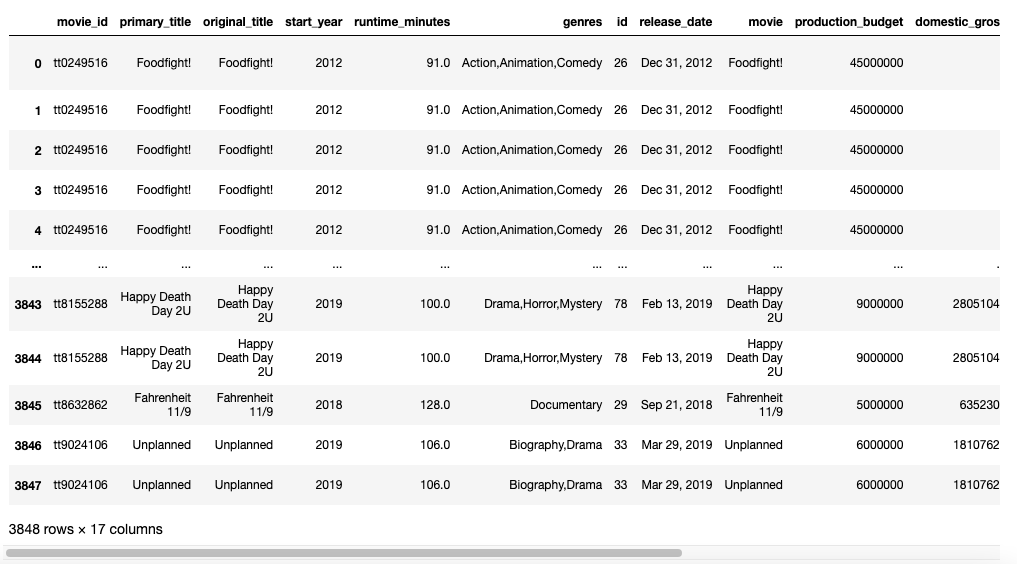 movie_id primary_title original_title start_year runtime_minutes genres id release_date movie production_budget domestic_gros
0 tt0249516 Foodfight! Foodfight! 2012 91.0 Action,Animation,Comedy 26 Dec 31, 2012 Foodfight! 45000000
1 tt0249516 Foodfight! Foodfight! 2012 91.0 Action,Animation,Comedy 26 Dec 31, 2012 Foodfight! 45000000
2 tt0249516 Foodfight! Foodfight! 2012 91.0 Action,Animation,Comedy 26 Dec 31, 2012 Foodfight! 45000000
3 tt0249516 Foodfight! Foodfight! 2012 91.0 Action,Animation,Comedy 26 Dec 31, 2012 Foodfight! 45000000
4 tt0249516 Foodfight! Foodfight! 2012 91.0 Action,Animation,Comedy 26 Dec 31, 2012 Foodfight! 45000000
... ... ... ... ... ... ... ... ... ... ... .
3843 tt8155288 Happy Death Day 2U Happy Death Day 2U 2019 100.0 Drama,Horror,Mystery 78 Feb 13, 2019 Happy Death Day 2U 9000000 2805104
3844 tt8155288 Happy Death Day 2U Happy Death Day 2U 2019 100.0 Drama,Horror,Mystery 78 Feb 13, 2019 Happy Death Day 2U 9000000 2805104
3845 tt8632862 Fahrenheit 11/9 Fahrenheit 11/9 2018 128.0 Documentary 29 Sep 21, 2018 Fahrenheit 11/9 5000000 635230
3846 tt9024106 Unplanned Unplanned 2019 106.0 Biography,Drama 33 Mar 29, 2019 Unplanned 6000000 1810762
3847 tt9024106 Unplanned Unplanned 2019 106.0 Biography,Drama 33 Mar 29, 2019 Unplanned 6000000 1810762
3848 rows × 17 columns